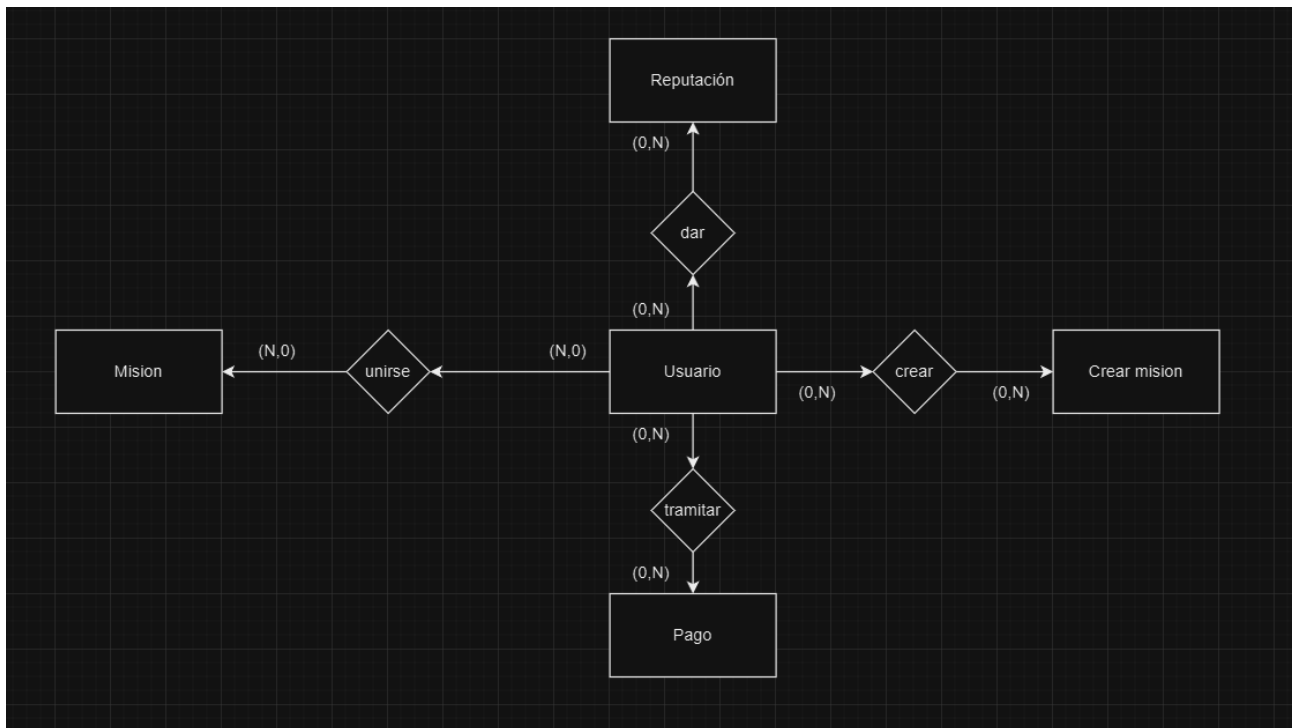 Reputación
(0,N)
dar
(0,N)
Mision
(N,0)
unirse
(N,0)
Usuario
(0,N)
crear
(0,N)
Crear mision
(0,N)
tramitar
(0,N)
Pago